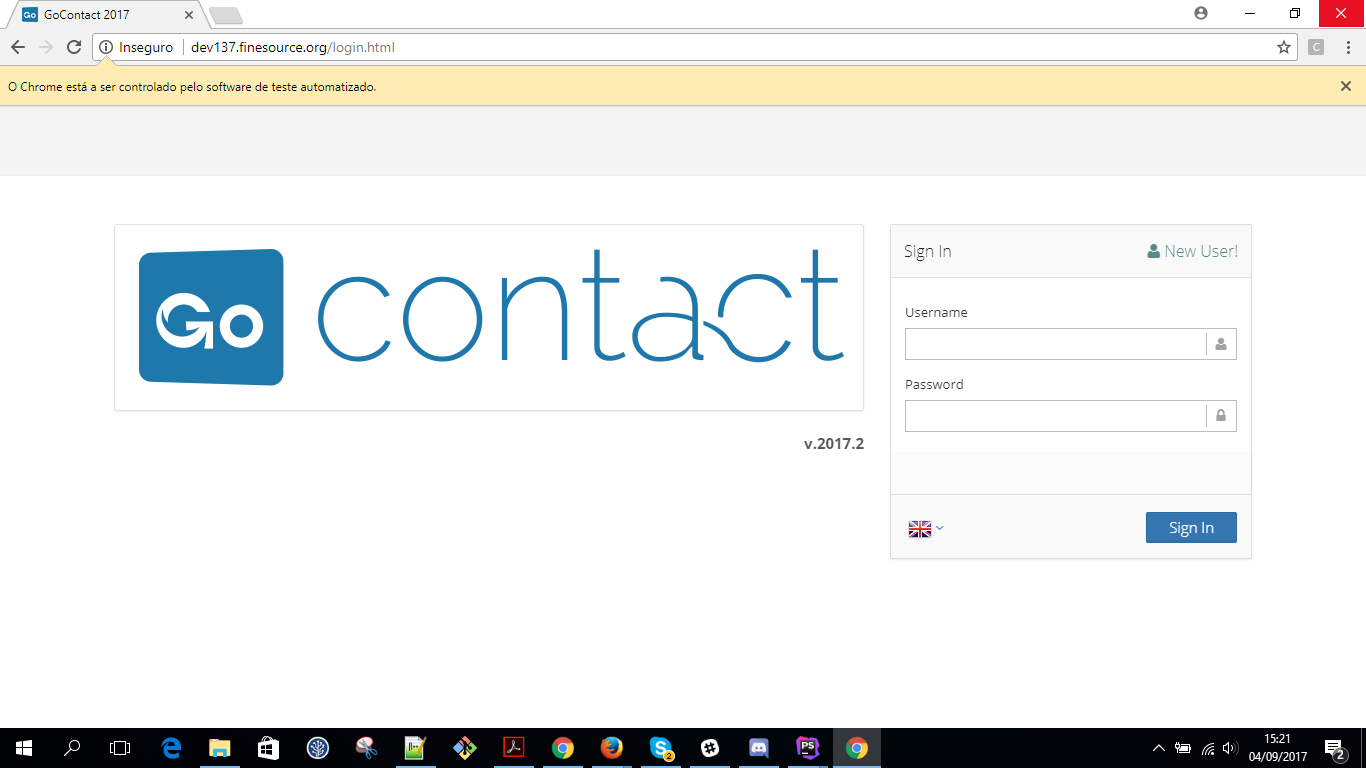 GoContact 2017
Inseguro
dev137.finesource.org/login.html
C
O Chrome está a ser controlado pelo software de teste automatizado.
Go contact
v.2017.2
Sign In
New User!
Username
Password
Sign In
2
PS
15:21
04/09/2017
2